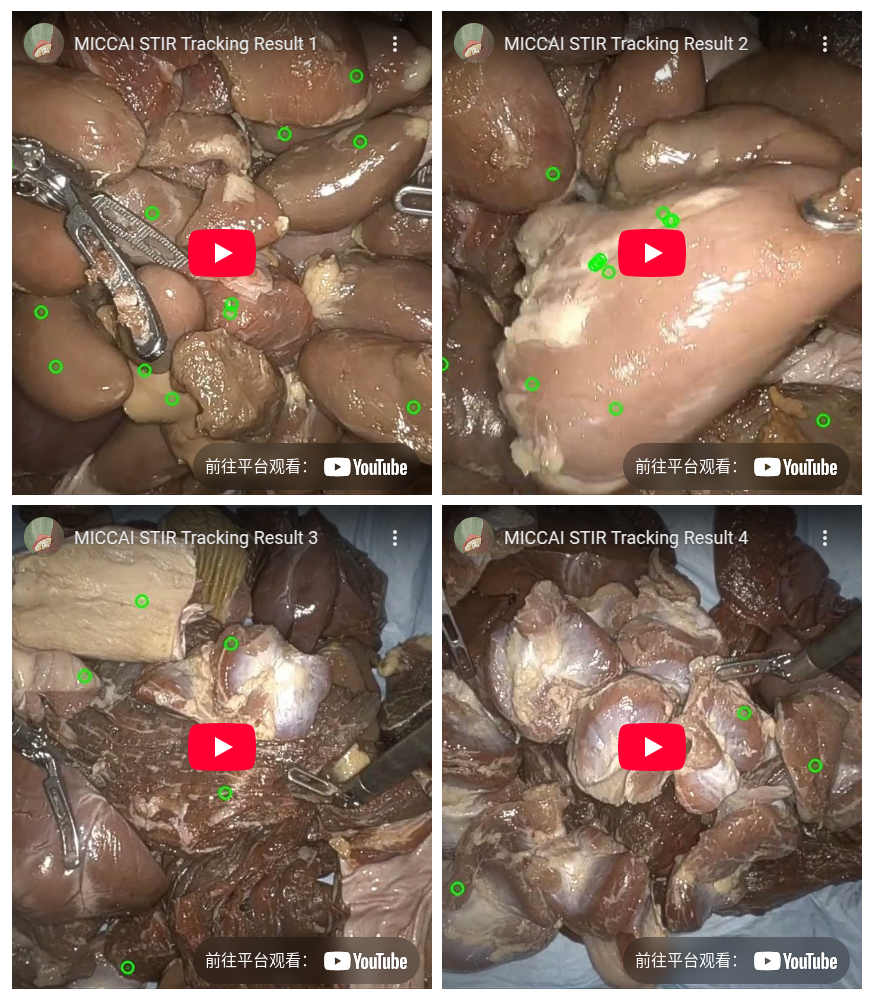 MICCAI STIR Tracking Result 1
MICCAI STIR Tracking Result 2
前往平台观看： YouTube
前往平台观看： YouTube
MICCAI STIR Tracking Result 3
MICCAI STIR Tracking Result 4
前往平台观看： YouTube
前往平台观看： YouTube